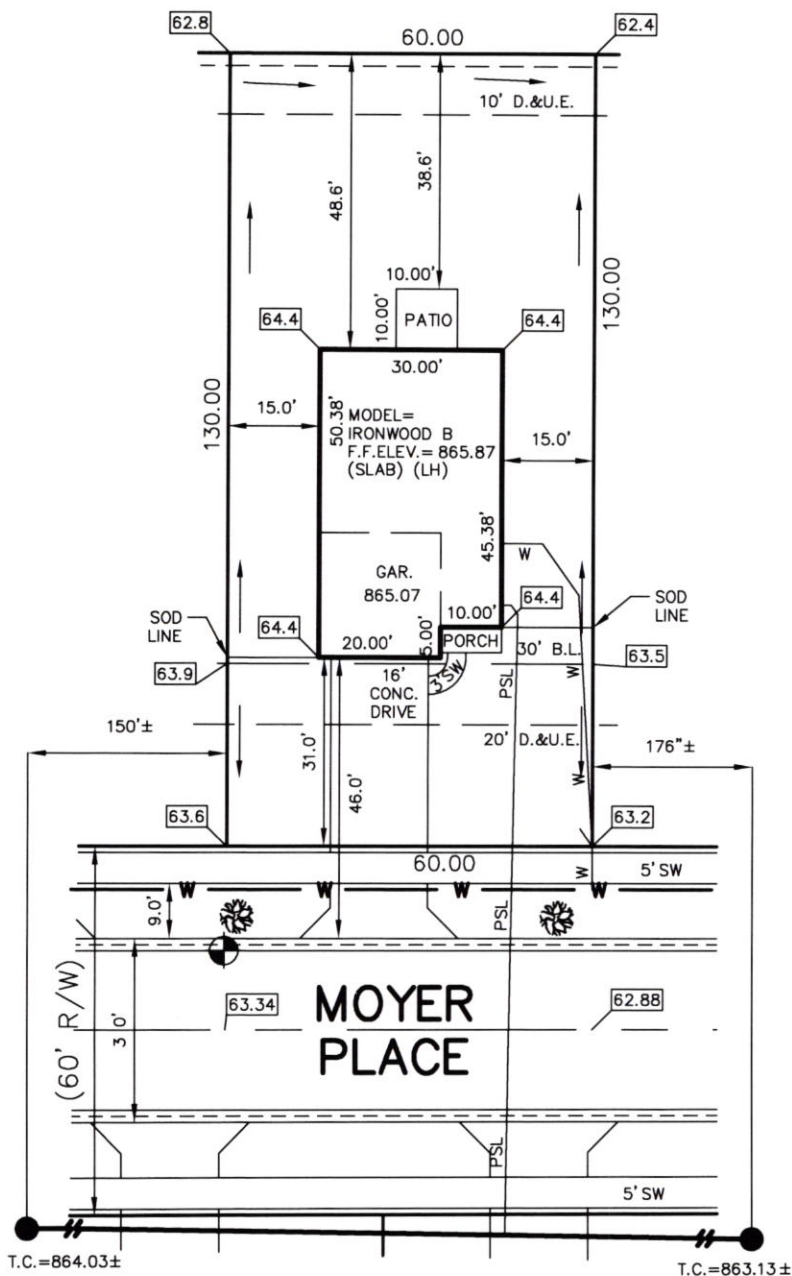 62.8
60.00
62.4
10' D.&U.E.
48.6'
38.6'
10.00'
10.00'
PATIO
64.4
64.4
130.00
130.00
30.00'
15.0'
50.38'
MODEL=
IRONWOOD B
F.F.ELEV.= 865.87
(SLAB) (LH)
15.0'
45.38'
W
GAR.
865.07
10.00'
64.4
SOD
LINE
SOD
LINE
64.4
20.00'
5.00'
PORCH
30' B.L.
63.9
63.5
16'
CONC.
DRIVE
3'SW
PSL
W
150'±
31.0'
46.0'
20' D.&U.E.
176"±
W
63.6
63.2
60.00
5' SW
W
W
W
W
W
9.0'
PSL
(60' R/W)
63.34
MOYER
PLACE
62.88
3 0'
PSL
5' SW
T.C.=864.03±
T.C.=863.13±